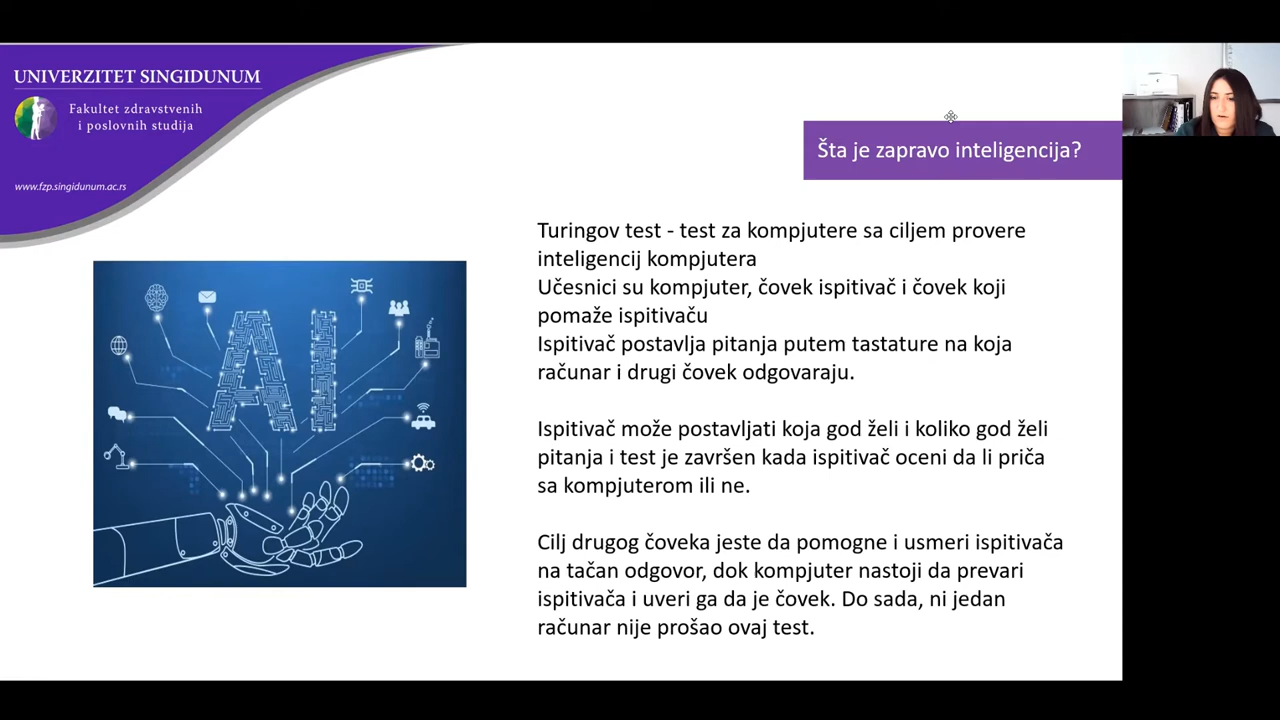 UNIVERZITET SINGIDUNUM
Fakultet zdravstvenih
i poslovnih studija
www.fzp.singidunum.ac.rs
Šta je zapravo inteligencija?
Turingov test - test za kompjutere sa ciljem provere
inteligencij kompjutera
Učesnici su kompjuter, čovek ispitivač i čovek koji
pomaže ispitivaču
Ispitivač postavlja pitanja putem tastature na koja
računar i drugi čovek odgovaraju.
Ispitivač može postavljati koja god želi i koliko god želi
pitanja i test je završen kada ispitivač oceni da li priča
sa kompjuterom ili ne.
Cilj drugog čoveka jeste da pomogne i usmeri ispitivača
na tačan odgovor, dok kompjuter nastoji da prevari
ispitivača i uveri ga da je čovek. Do sada, ni jedan
računar nije prošao ovaj test.
AI